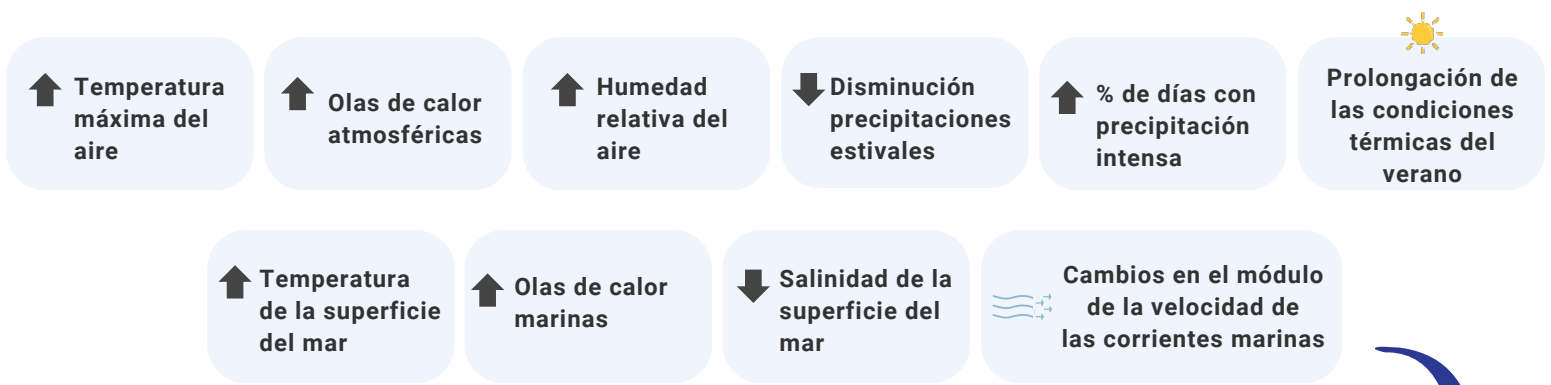 Temperatura
máxima del
aire
Olas de calor
atmosféricas
Humedad
relativa del
aire
Disminución
precipitaciones
estivales
% de días con
precipitación
intensa
Prolongación de
las condiciones
térmicas del
verano
Temperatura
de la superficie
del mar
Olas de calor
marinas
Salinidad de la
superficie del
mar
Cambios en el módulo
de la velocidad de
las corrientes marinas